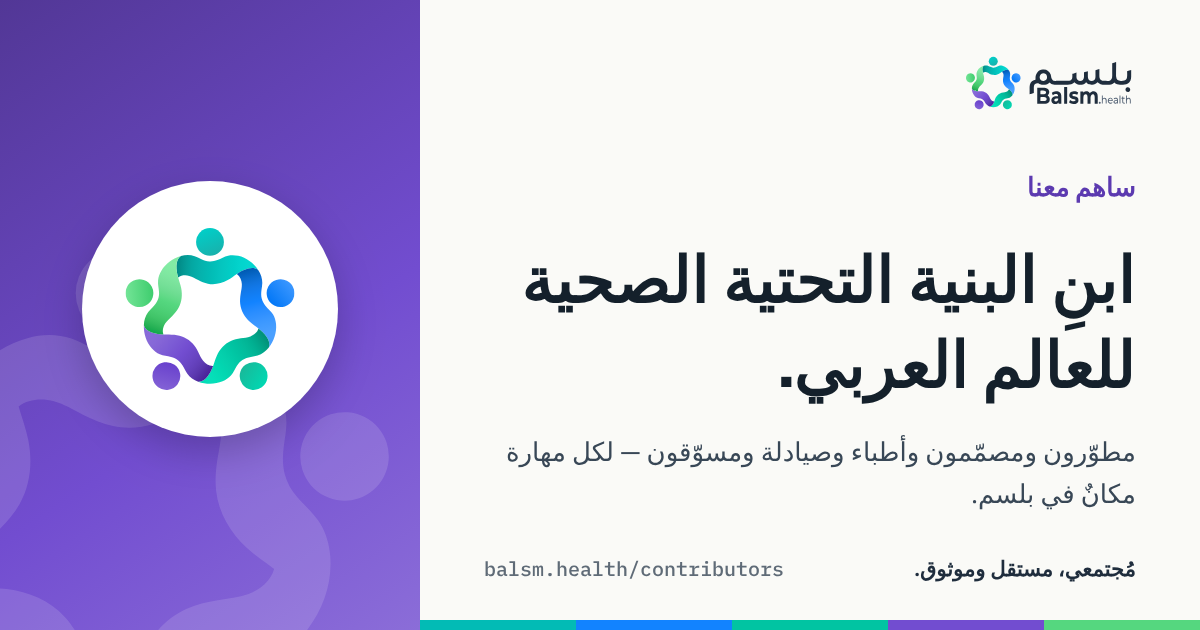 بلسم
Balsm.health
ساهم معنا
ابنِ البنية التحتية الصحية
للعالم العربي.
مطوّرون ومصمّمون وأطباء وصيادلة ومسوّقون — لكل مهارة
مكانٌ في بلسم.
مُجتمعي، مستقل وموثوق.
balsm.health/contributors